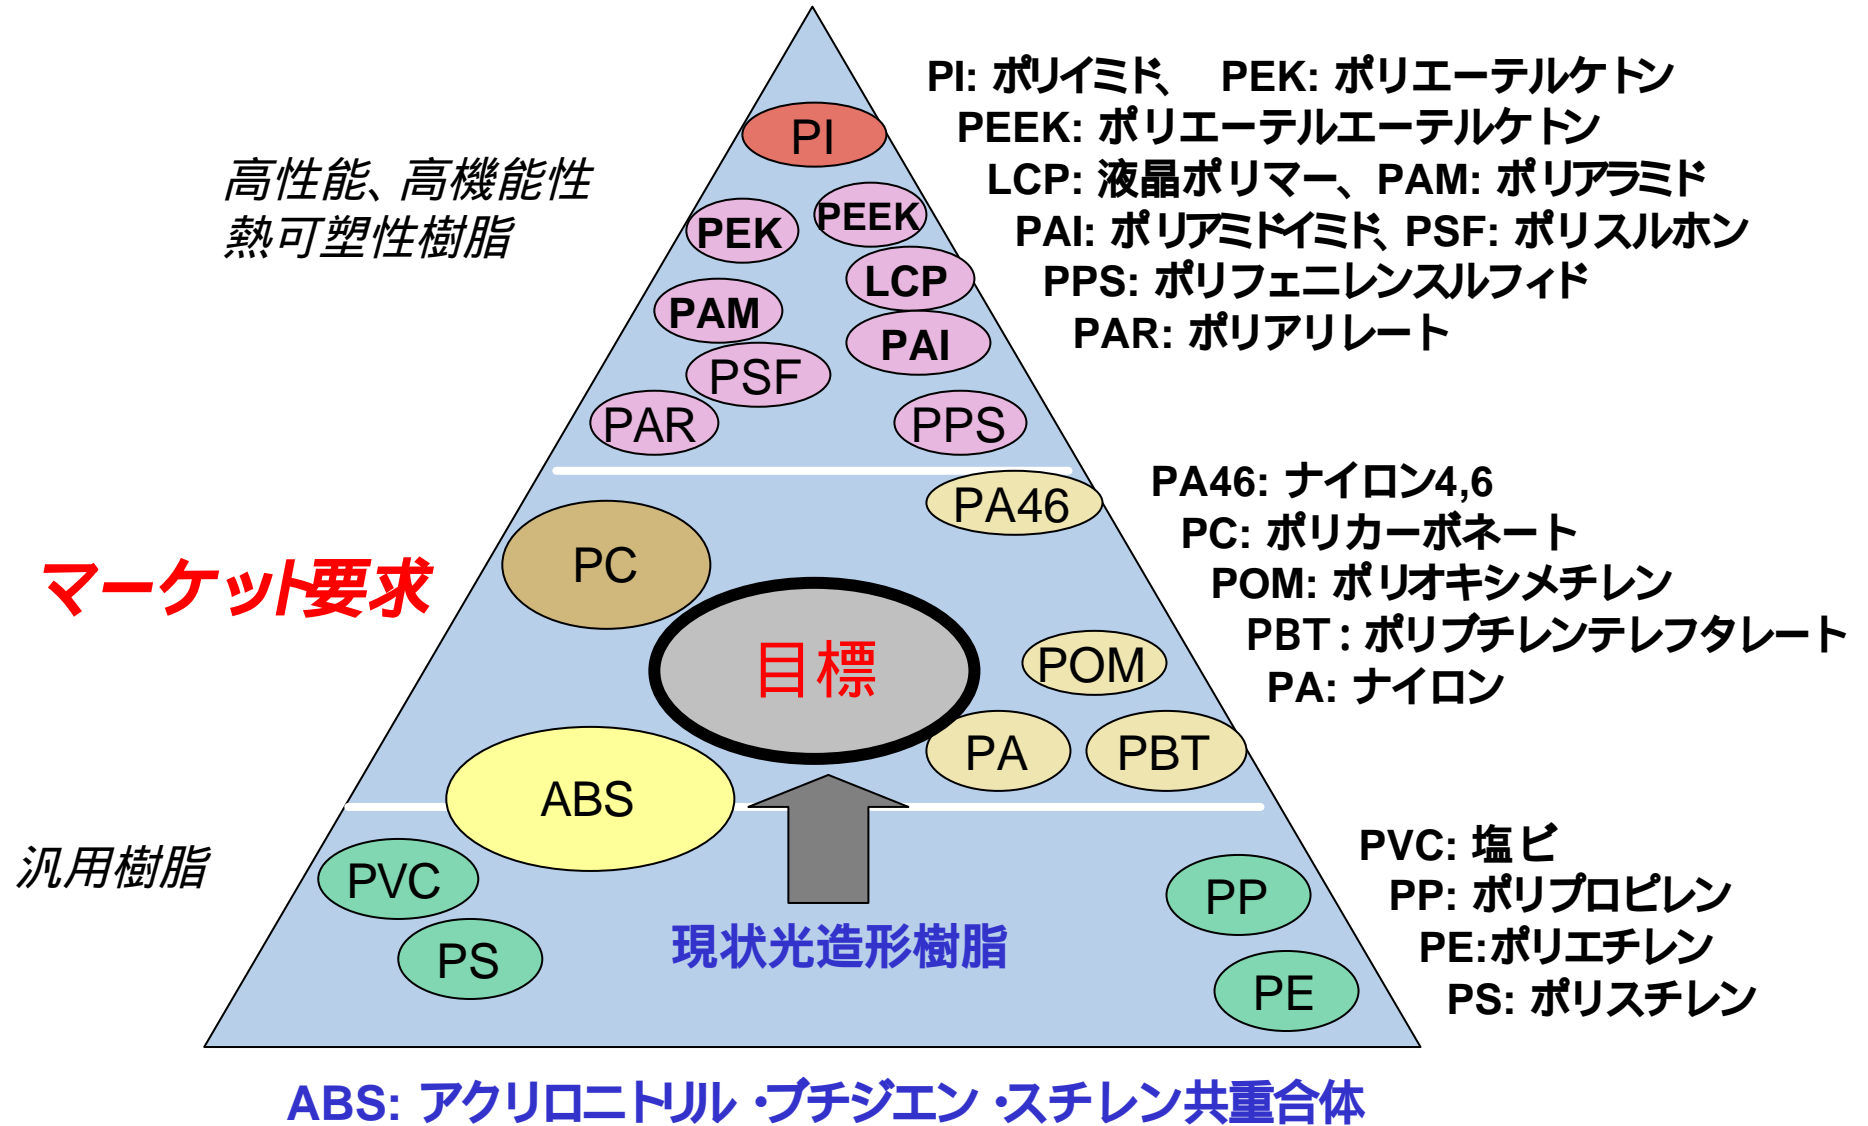 PI: ポリイミド、 PEK: ポリエーテルケトン
PEEK: ポリエーテルエーテルケトン
LCP: 液晶ポリマー、PAM: ポリアラミド
PAI: ポリアミドイミド、PSF: ポリスルホン
PPS: ポリフェニレンスルフィド
PAR: ポリアリレート
高性能、高機能性
熱可塑性樹脂
PI
PEK
PEEK
LCP
PAM
PAI
PSF
PAR
PPS
PA46: ナイロン4,6
PC: ポリカーボネート
POM: ポリオキシメチレン
PBT : ポリブチレンテレフタレート
PA: ナイロン
マーケット要求
PA46
PC
目標
POM
PA
PBT
ABS
汎用樹脂
PVC
PS
現状光造形樹脂
PP
PE
PVC: 塩ビ
PP: ポリプロピレン
PE:ポリエチレン
PS: ポリスチレン
ABS: アクリロニトリル・ブチジエン・スチレン共重合体